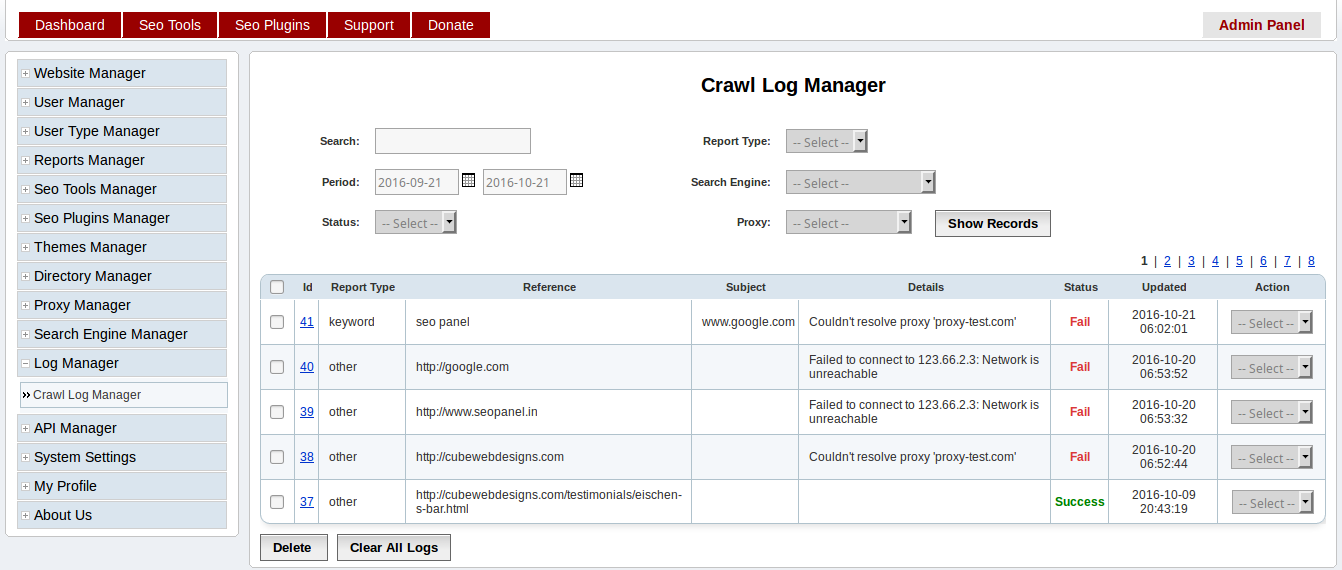 Dashboard Seo Tools Seo Plugins Support Donate Admin Panel
Website Manager
User Manager
User Type Manager
Reports Manager
Seo Tools Manager
Seo Plugins Manager
Themes Manager
Directory Manager
Proxy Manager
Search Engine Manager
Log Manager
Crawl Log Manager
API Manager
System Settings
My Profile
About Us
Crawl Log Manager
Search: Report Type: -- Select --
Period: 2016-09-21 2016-10-21 Search Engine: -- Select --
Status: -- Select -- Proxy: -- Select -- Show Records
1 | 2 | 3 | 4 | 5 | 6 | 7 | 8
Id Report Type Reference Subject Details Status Updated Action
41 keyword seo panel www.google.com Couldn't resolve proxy 'proxy-test.com' Fail 2016-10-21 -- Select --
06:02:01
40 other http://google.com Failed to connect to 123.66.2.3: Network is Fail 2016-10-20 -- Select --
unreachable 06:53:52
39 other http://www.seopanel.in Failed to connect to 123.66.2.3: Network is Fail 2016-10-20 -- Select --
unreachable 06:53:32
38 other http://cubewebdesigns.com Couldn't resolve proxy 'proxy-test.com' Fail 2016-10-20 -- Select --
06:52:44
37 other http://cubewebdesigns.com/testimonials/eischen- Success 2016-10-09 -- Select --
s-bar.html 20:43:19
Delete Clear All Logs